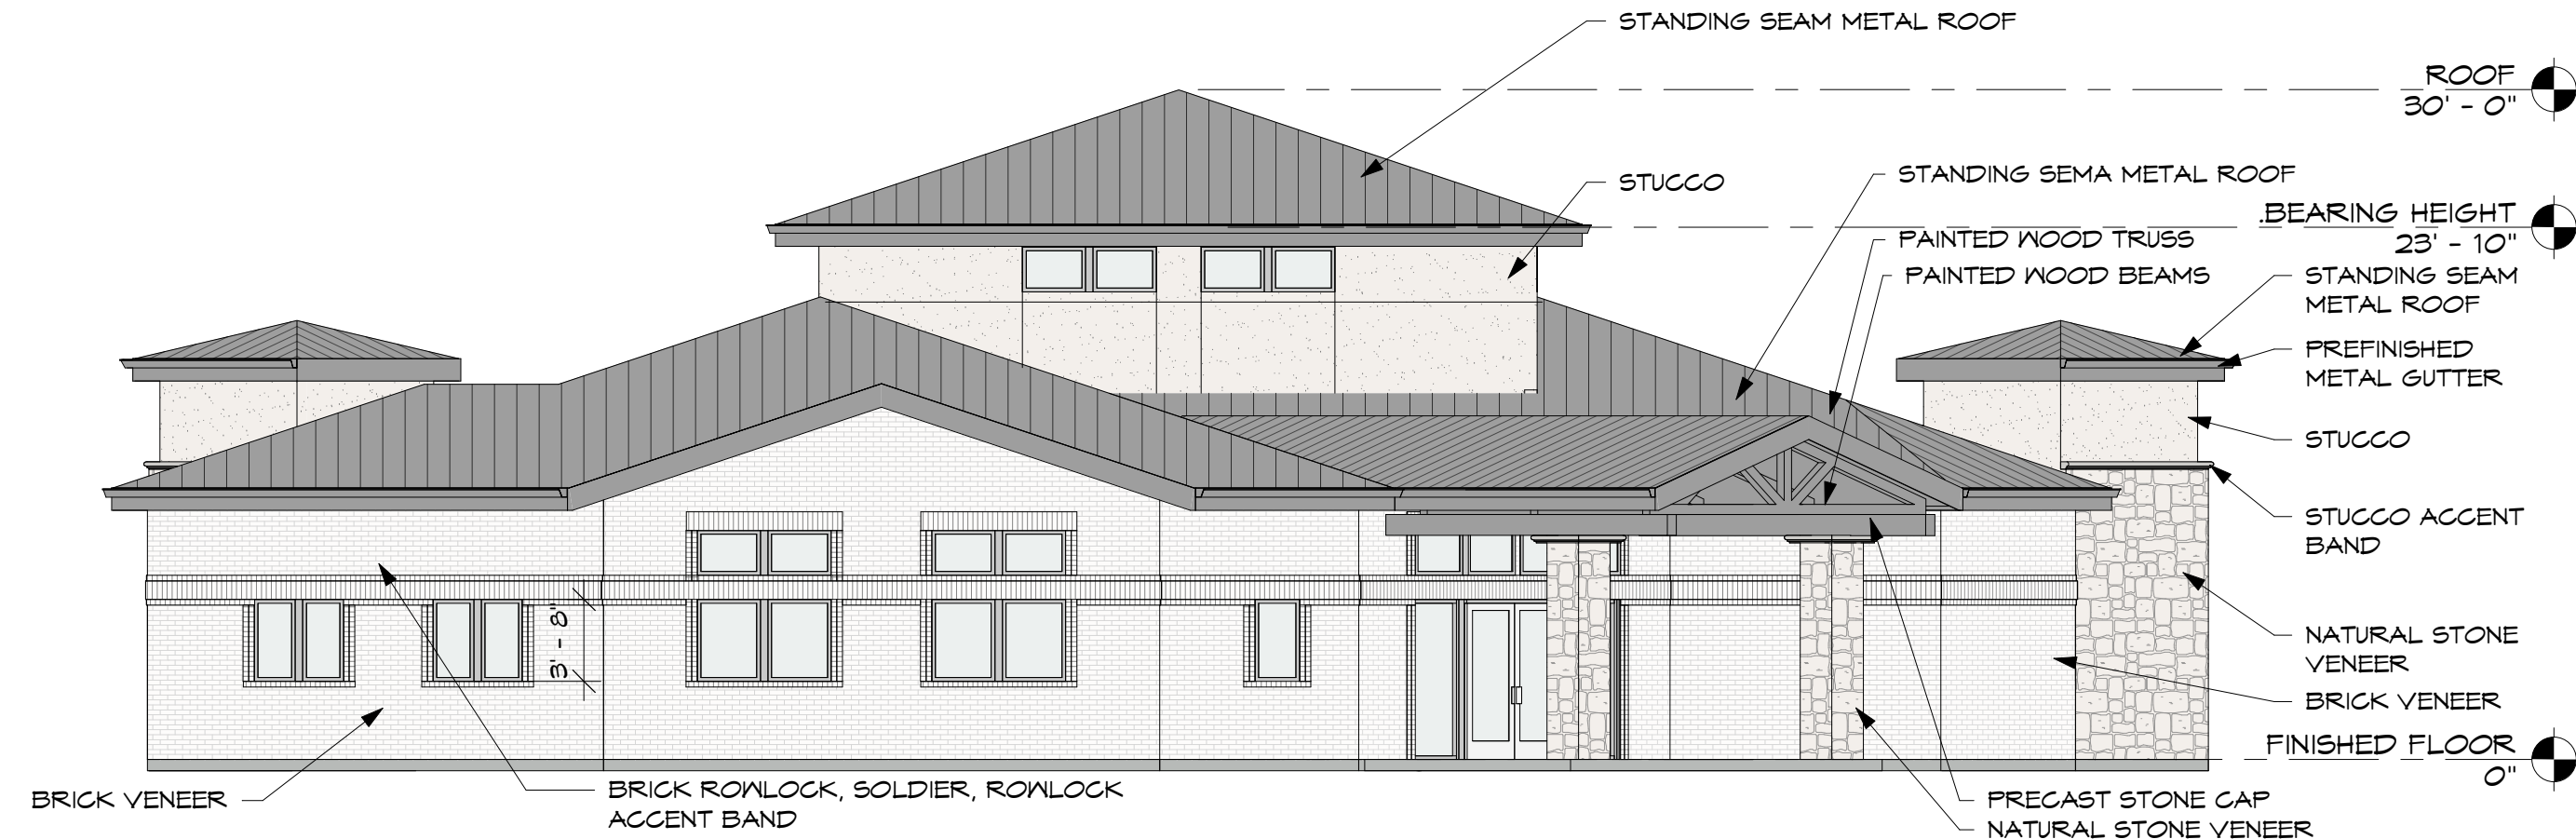 STANDING SEAM METAL ROOF
ROOF
30' - 0"
STUCCO
STANDING SEMA METAL ROOF
.BEARING HEIGHT
23' - 10"
PAINTED WOOD TRUSS
PAINTED WOOD BEAMS
STANDING SEAM
METAL ROOF
PREFINISHED
METAL GUTTER
STUCCO
STUCCO ACCENT
BAND
3' - 8"
NATURAL STONE
VENEER
BRICK VENEER
FINISHED FLOOR
0"
BRICK VENEER
BRICK ROWLOCK, SOLDIER, ROWLOCK
ACCENT BAND
PRECAST STONE CAP
NATURAL STONE VENEER